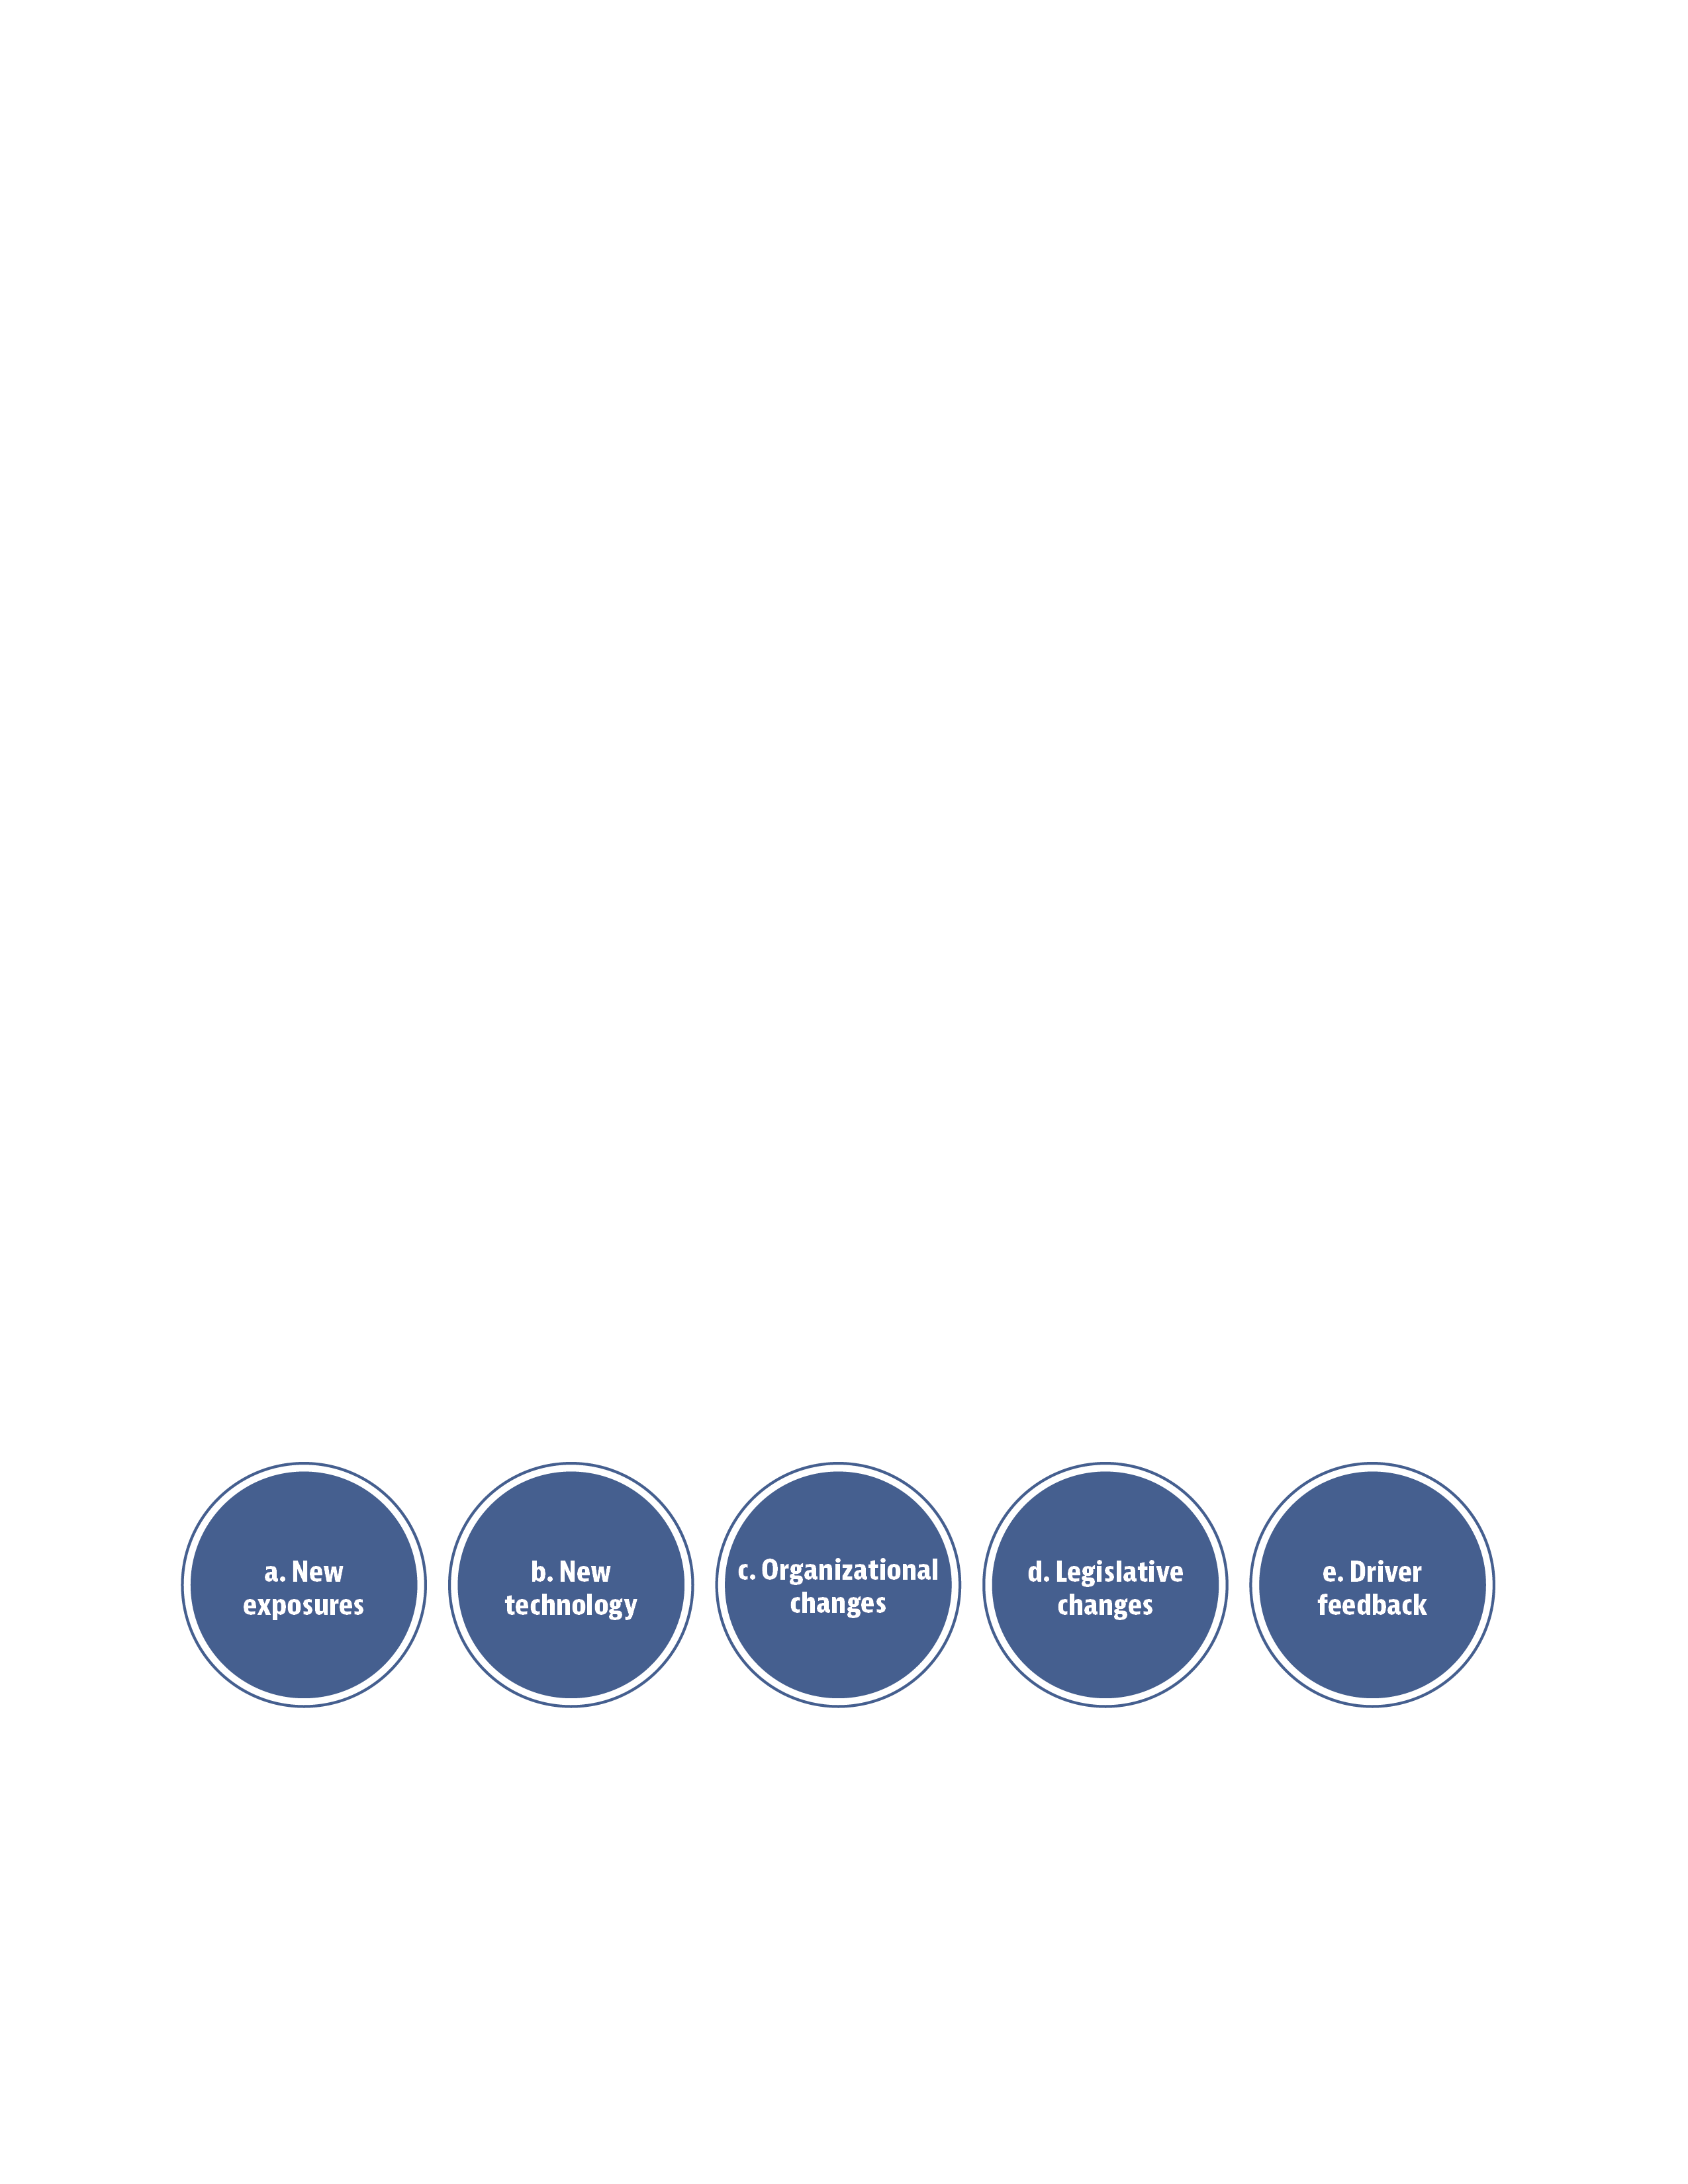 a. New
exposures
b. New
technology
c. Organizational
changes
d. Legislative
changes
e. Driver
feedback